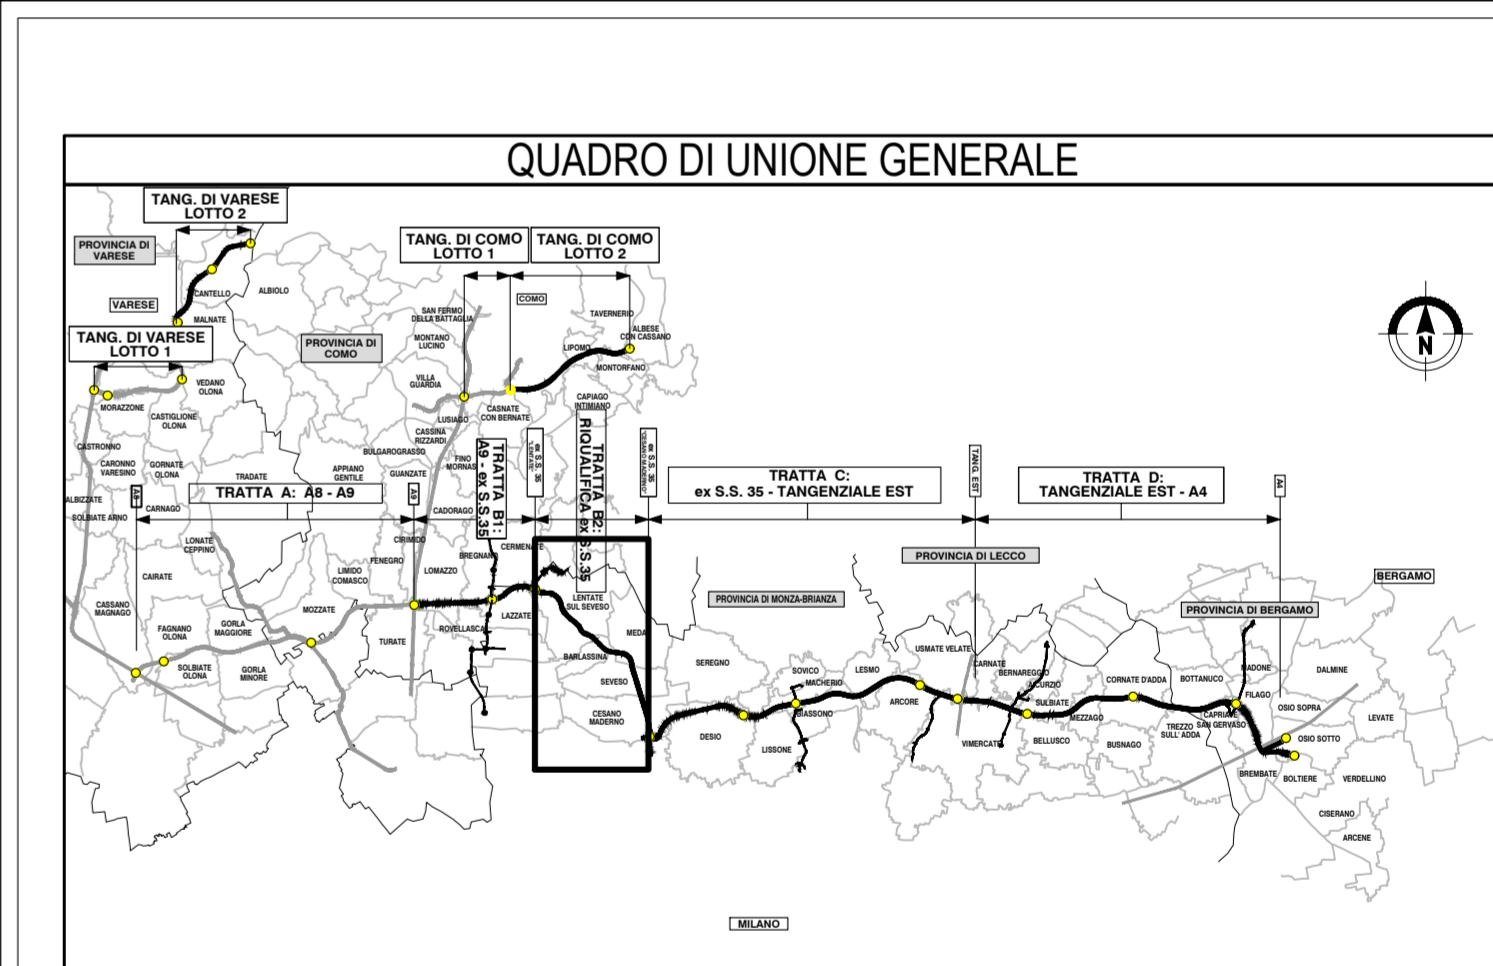 QUADRO DI UNIONE GENERALE
TANG. DI VARESE
LOTTO 2
PROVINCIA DI
VARESE
CANTELLO
ALBIOLO
VARESE
MALNATE
TANG. DI VARESE
LOTTO 1
PROVINCIA DI
COMO
VEDANO
OLONA
MORAZZONE
CASTIGLIONE
OLONA
CASTRONNO
CARONNO
VARESINO
GORNATE
OLONA
TRADATE
ALBIZZATE
SOLBIATE ARNO
CARNAGO
A8
TRATTA A: A8 - A9
A9
TANG. DI COMO
LOTTO 1
TANG. DI COMO
LOTTO 2
COMO
SAN FERMO
DELLA BATTAGLIA
MONTANO
LUCINO
VILLA
GUARDIA
TAVERNERIO
ALBESE
CON CASSANO
LIPOMO
MONTORFANO
CAPIAGO
INTIMIANO
CASNATE
CON BERNATE
LUSIAGO
CASSINA
RIZZARDI
BULGAROGRASSO
APPIANO
GENTILE
GUANZATE
FINO
MORNAS
CADORAGO
TRATTA B1:
A9 - ex S.S.35
ex S.S. 35
"LENTATE"
TRATTA B2:
RIQUALIFICA ex S.S.35
ex S.S. 35
"CESANO MADERNO"
TRATTA C:
ex S.S. 35 - TANGENZIALE EST
TANG. EST
TRATTA D:
TANGENZIALE EST - A4
A4
LONATE
CEPPINO
CAIRATE
CASSANO
MAGNAGO
FAGNANO
OLONA
SOLBIATE
OLONA
GORLA
MAGGIORE
GORLA
MINORE
MOZZATE
LIMIDO
COMASCO
FENEGRO
CIRIMIDO
LOMAZZO
TURATE
ROVELLASCA
BREGNANO
CERMENATE
LAZZATE
LENTATE
SUL SEVESO
MEDA
BARLASSINA
SEVESO
CESANO
MADERNO
PROVINCIA DI MONZA-BRIANZA
SEREGNO
DESIO
LISSONE
SOVICO
MACHERIO
BIASSONO
LESMO
ARCORE
PROVINCIA DI LECCO
USMATE VELATE
CARNATE
BERNAREGGIO
AICURZIO
SULBIATE
VIMERCATE
MEZZAGO
BELLUSCO
CORNATE D'ADDA
BUSNAGO
BOTTANUCO
TREZZO
SULL' ADDA
CAPRIATE
SAN GERVASO
PROVINCIA DI BERGAMO
BERGAMO
MADONE
FILAGO
DALMINE
OSIO SOPRA
OSIO SOTTO
LEVATE
BREMBATE
BOLTIERE
VERDELLINO
CISERANO
ARCENE
N
MILANO